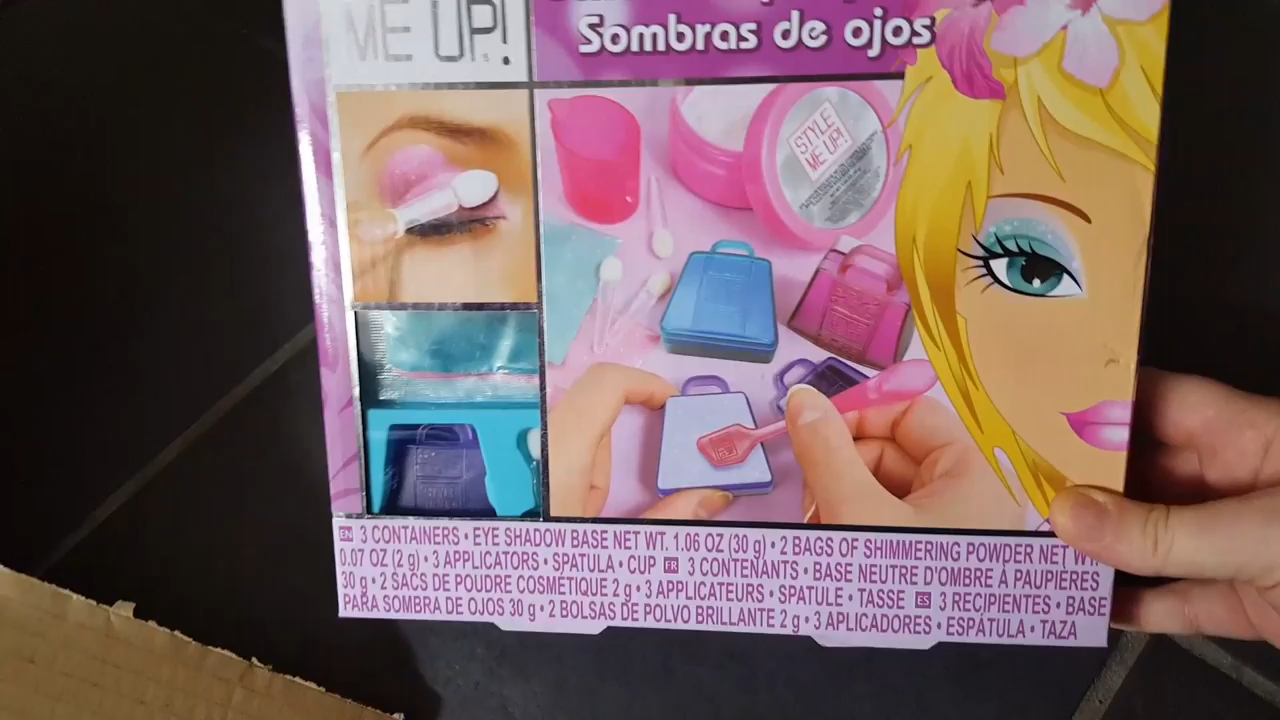 ME UP!
Sombras de ojos
STYLE
ME UP!
EN 3 CONTAINERS • EYE SHADOW BASE NET WT. 1.06 OZ (30 g) • 2 BAGS OF SHIMMERING POWDER NET WT.
0.07 OZ (2 g) • 3 APPLICATORS • SPATULA • CUP FR 3 CONTENANTS • BASE NEUTRE D'OMBRE À PAUPIÈRES
30 g • 2 SACS DE POUDRE COSMÉTIQUE 2 g • 3 APPLICATEURS • SPATULE • TASSE ES 3 RECIPIENTES • BASE
PARA SOMBRA DE OJOS 30 g • 2 BOLSAS DE POLVO BRILLANTE 2 g • 3 APLICADORES • ESPÁTULA • TAZA